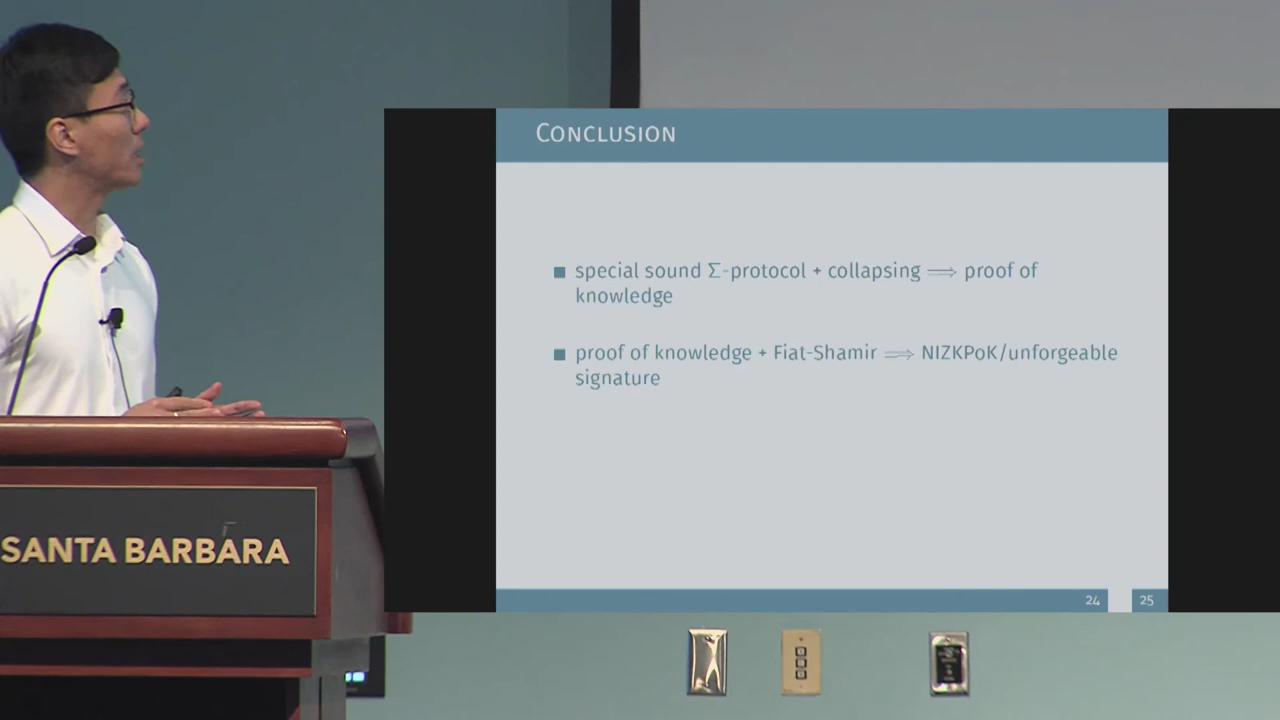 CONCLUSION
■ special sound Σ-protocol + collapsing ⟹ proof of
knowledge
■ proof of knowledge + Fiat-Shamir ⟹ NIZKPoK/unforgeable
signature
24 25
SANTA BARBARA